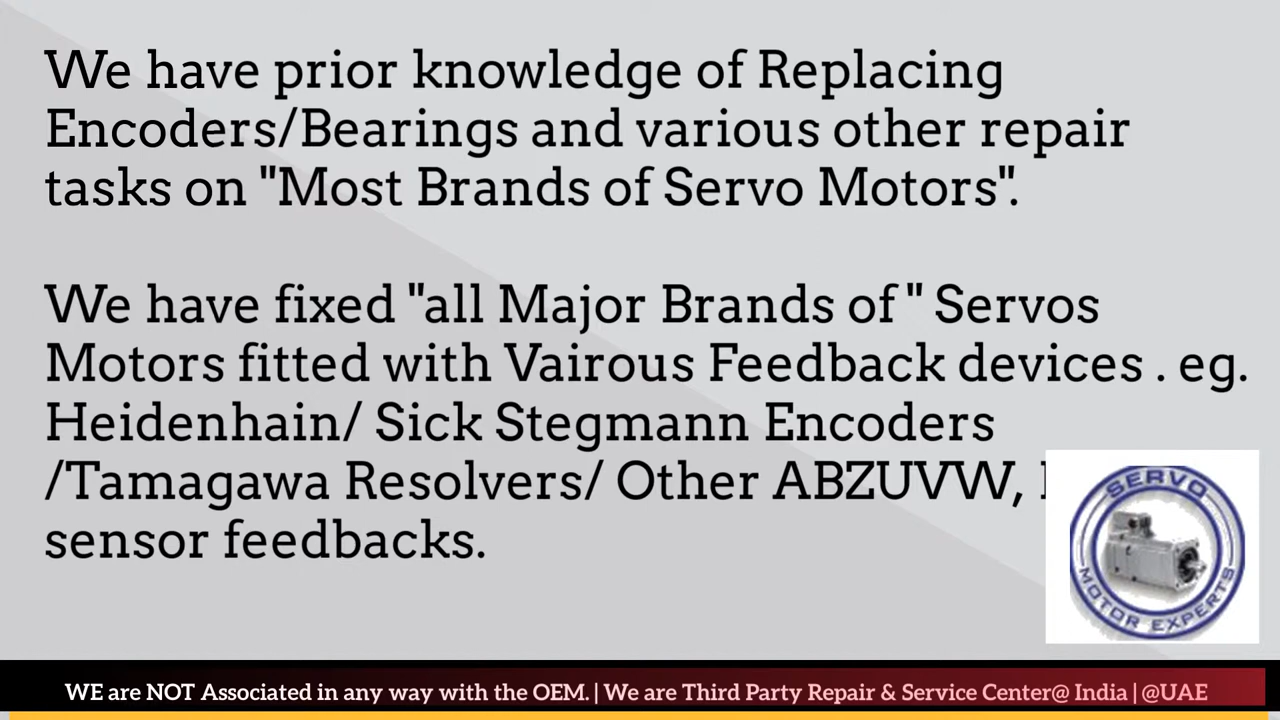 We have prior knowledge of Replacing
Encoders/Bearings and various other repair
tasks on "Most Brands of Servo Motors".
We have fixed "all Major Brands of " Servos
Motors fitted with Vairous Feedback devices . eg.
Heidenhain/ Sick Stegmann Encoders
/Tamagawa Resolvers/ Other ABZUVW,
sensor feedbacks.
SERVO
MOTOR EXPERTS
WE are NOT Associated in any way with the OEM. | We are Third Party Repair & Service Center@ India | @UAE